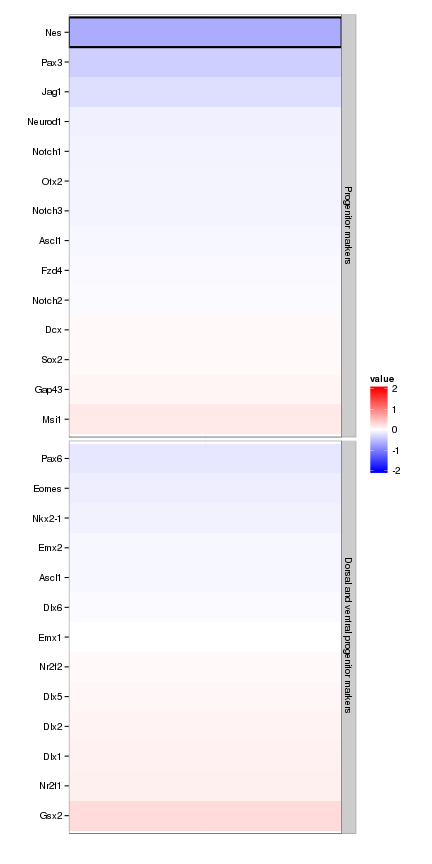 Nes
Pax3
Jag1
Neurod1
Notch1
Otx2
Notch3
Ascl1
Fzd4
Notch2
Dcx
Sox2
Gap43
Msi1
Progenitor markers
Pax6
Eomes
Nkx2-1
Emx2
Ascl1
Dlx6
Emx1
Nr2f2
Dlx5
Dlx2
Dlx1
Nr2f1
Gsx2
Dorsal and ventral progenitor markers
value
2
1
0
-1
-2